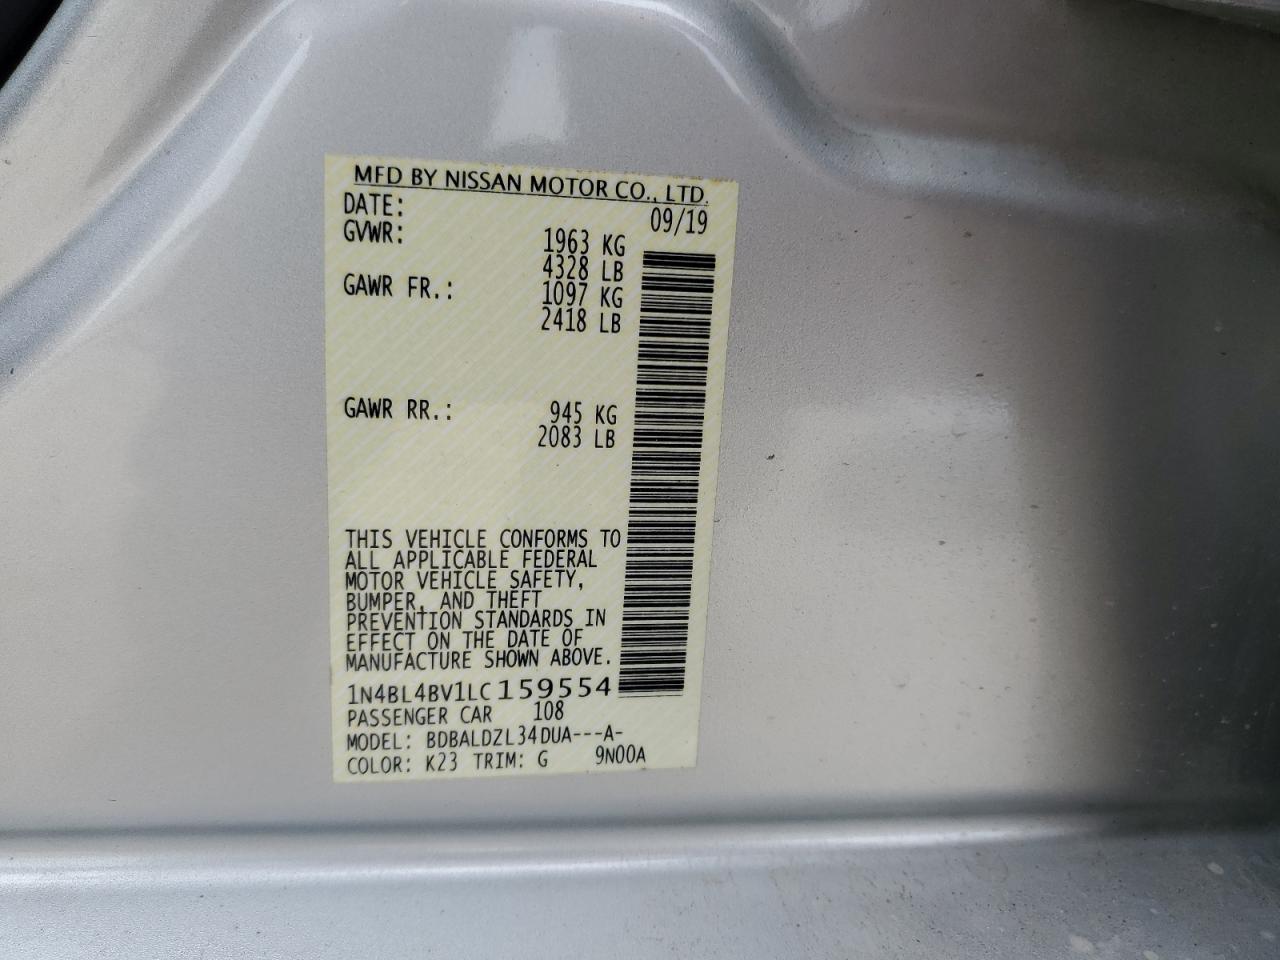 MFD BY NISSAN MOTOR CO., LTD.
DATE: 09/19
GVWR: 1963 KG
4328 LB
GAWR FR.: 1097 KG
2418 LB
GAWR RR.: 945 KG
2083 LB
THIS VEHICLE CONFORMS TO
ALL APPLICABLE FEDERAL
MOTOR VEHICLE SAFETY,
BUMPER, AND THEFT
PREVENTION STANDARDS IN
EFFECT ON THE DATE OF
MANUFACTURE SHOWN ABOVE.
1N4BL4BV1LC159554
PASSENGER CAR 108
MODEL: BDBALDZL34DUA---A-
COLOR: K23 TRIM: G 9N00A